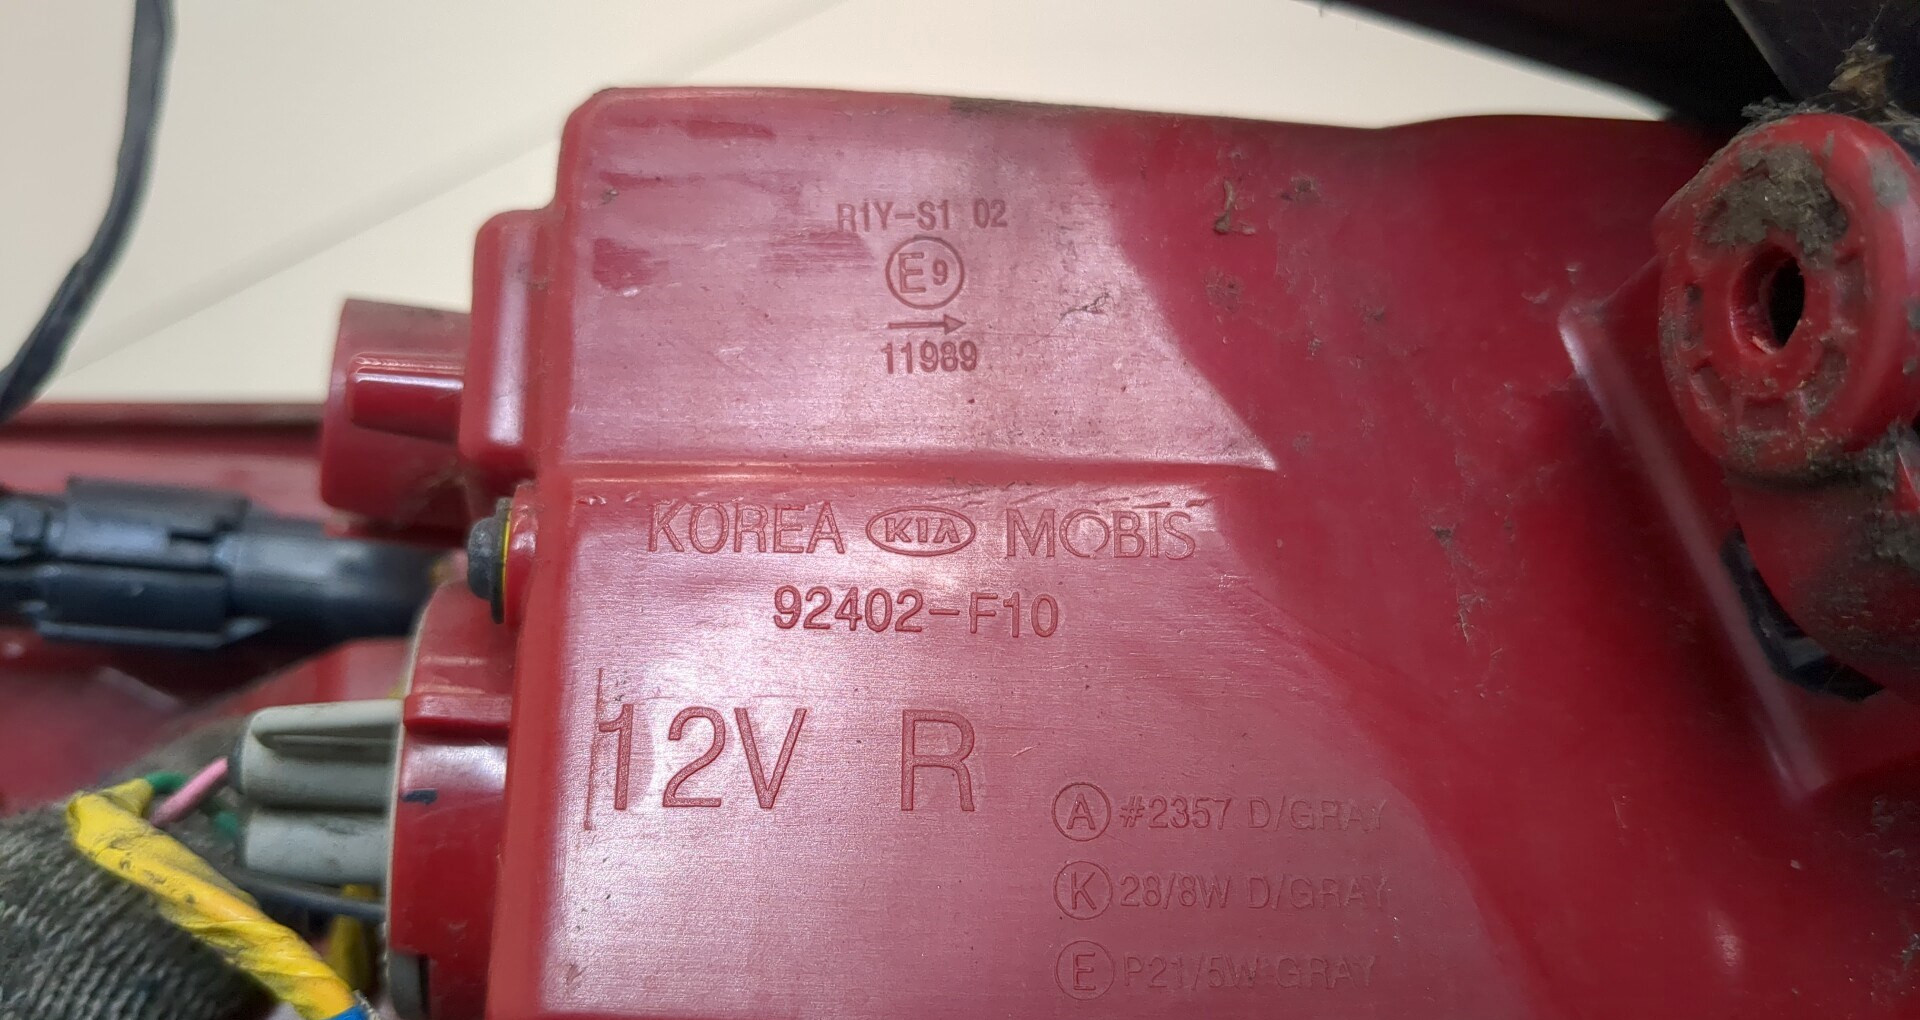 R1Y-S1 02
E9
11989
KOREA KIA MOBIS
92402-F10
12V R
A #2357 D/GRAY
K 28/8W D/GRAY
E P21/5W GRAY